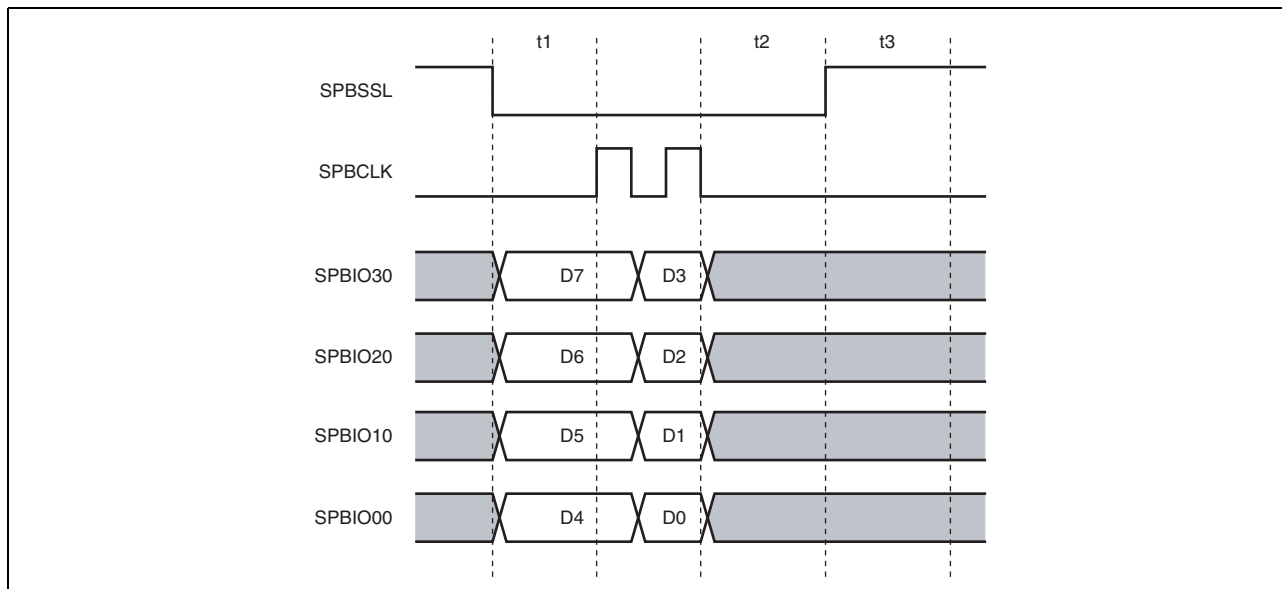 t1 t2 t3
SPBSSL
SPBCLK
SPBIO30 D7 D3
SPBIO20 D6 D2
SPBIO10 D5 D1
SPBIO00 D4 D0